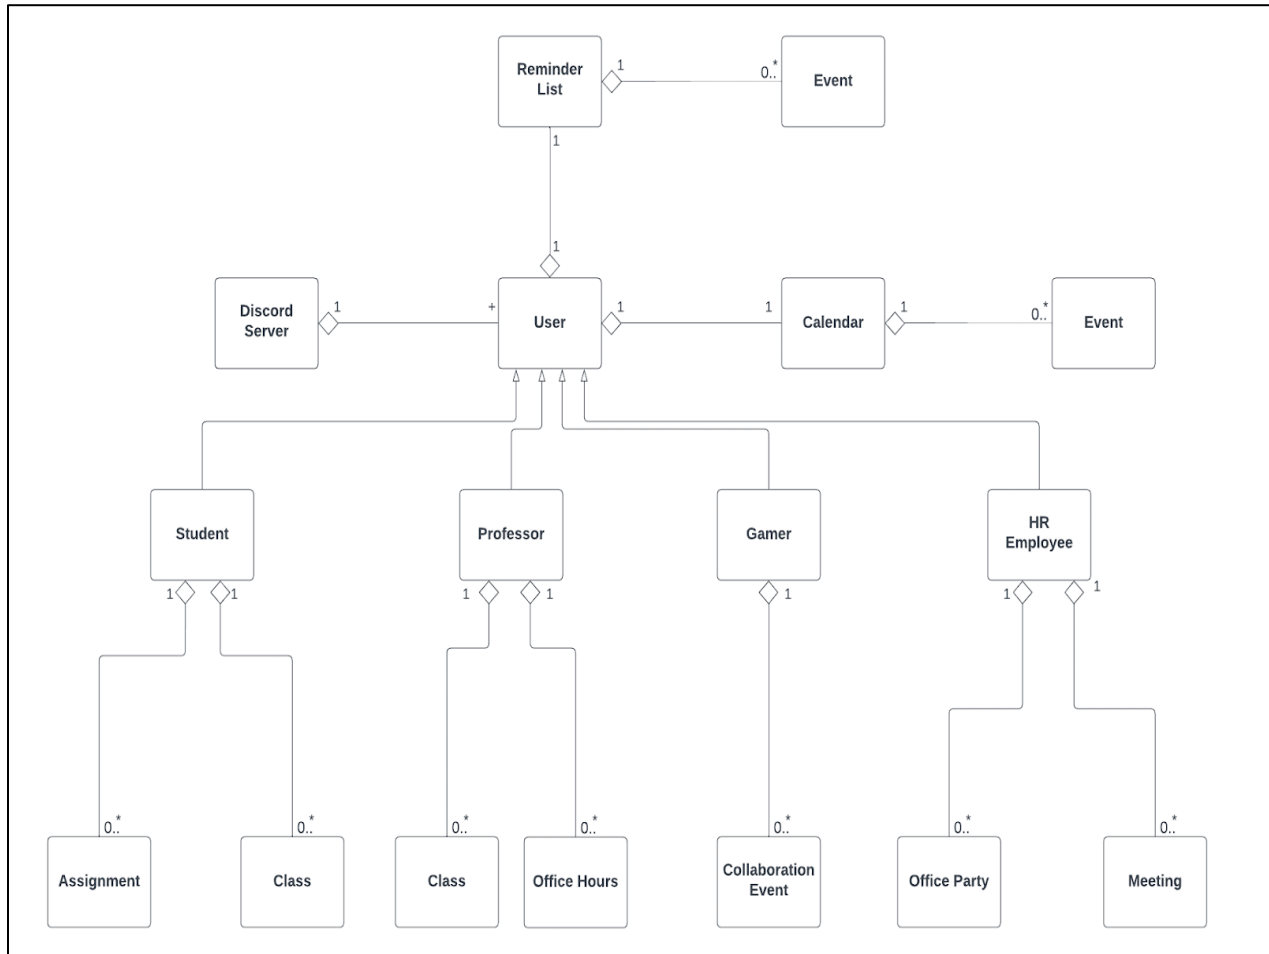 Reminder
List
1
0..*
Event
1
1
Discord
Server
1
+
User
1
1
Calendar
1
0..*
Event
Student
Professor
Gamer
HR
Employee
1
1
1
1
1
1
1
0..*
0..*
0..*
0..*
0..*
0..*
0..*
Assignment
Class
Class
Office Hours
Collaboration
Event
Office Party
Meeting